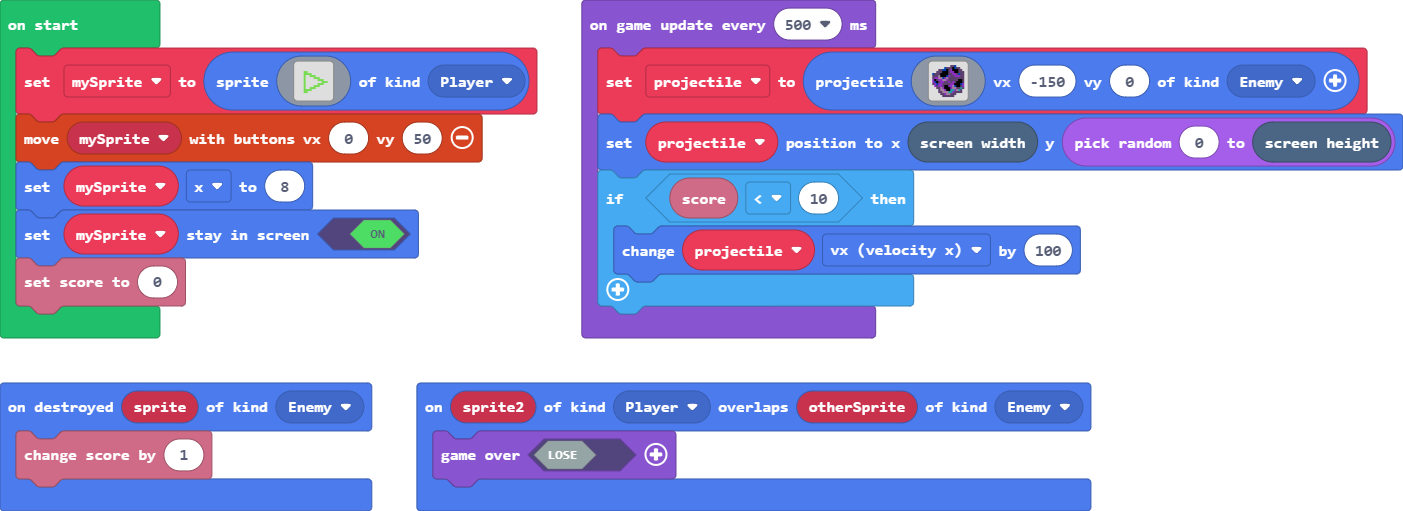 on start
set mySprite to sprite of kind Player
move mySprite with buttons vx 0 vy 50
set mySprite x to 8
set mySprite stay in screen ON
set score to 0
on game update every 500 ms
set projectile to projectile vx -150 vy 0 of kind Enemy
set projectile position to x screen width y pick random 0 to screen height
if score < 10 then
change projectile vx (velocity x) by 100
on destroyed sprite of kind Enemy
change score by 1
on sprite2 of kind Player overlaps otherSprite of kind Enemy
game over LOSE